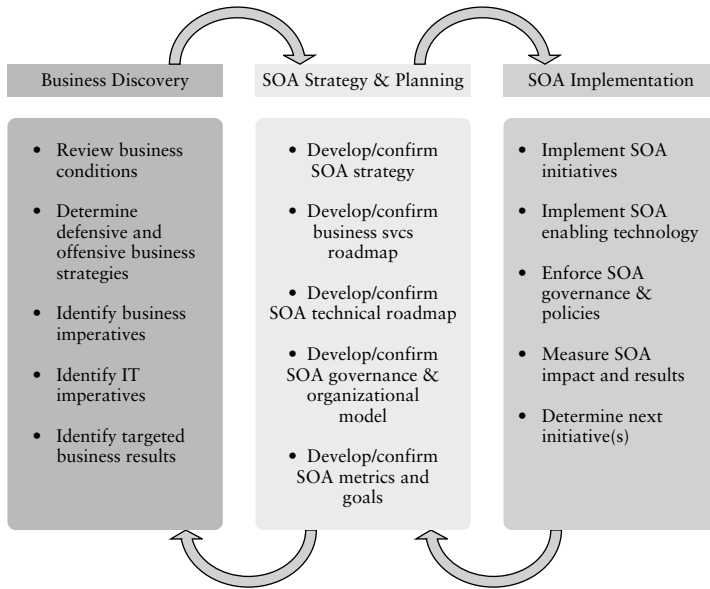 Business Discovery
SOA Strategy & Planning
SOA Implementation
• Review business
conditions
• Determine
defensive and
offensive business
strategies
• Identify business
imperatives
• Identify IT
imperatives
• Identify targeted
business results
• Develop/confirm
SOA strategy
• Develop/confirm
business svcs
roadmap
• Develop/confirm
SOA technical roadmap
• Develop/confirm
SOA governance &
organizational
model
• Develop/confirm
SOA metrics and
goals
• Implement SOA
initiatives
• Implement SOA
enabling technology
• Enforce SOA
governance &
policies
• Measure SOA
impact and results
• Determine next
initiative(s)